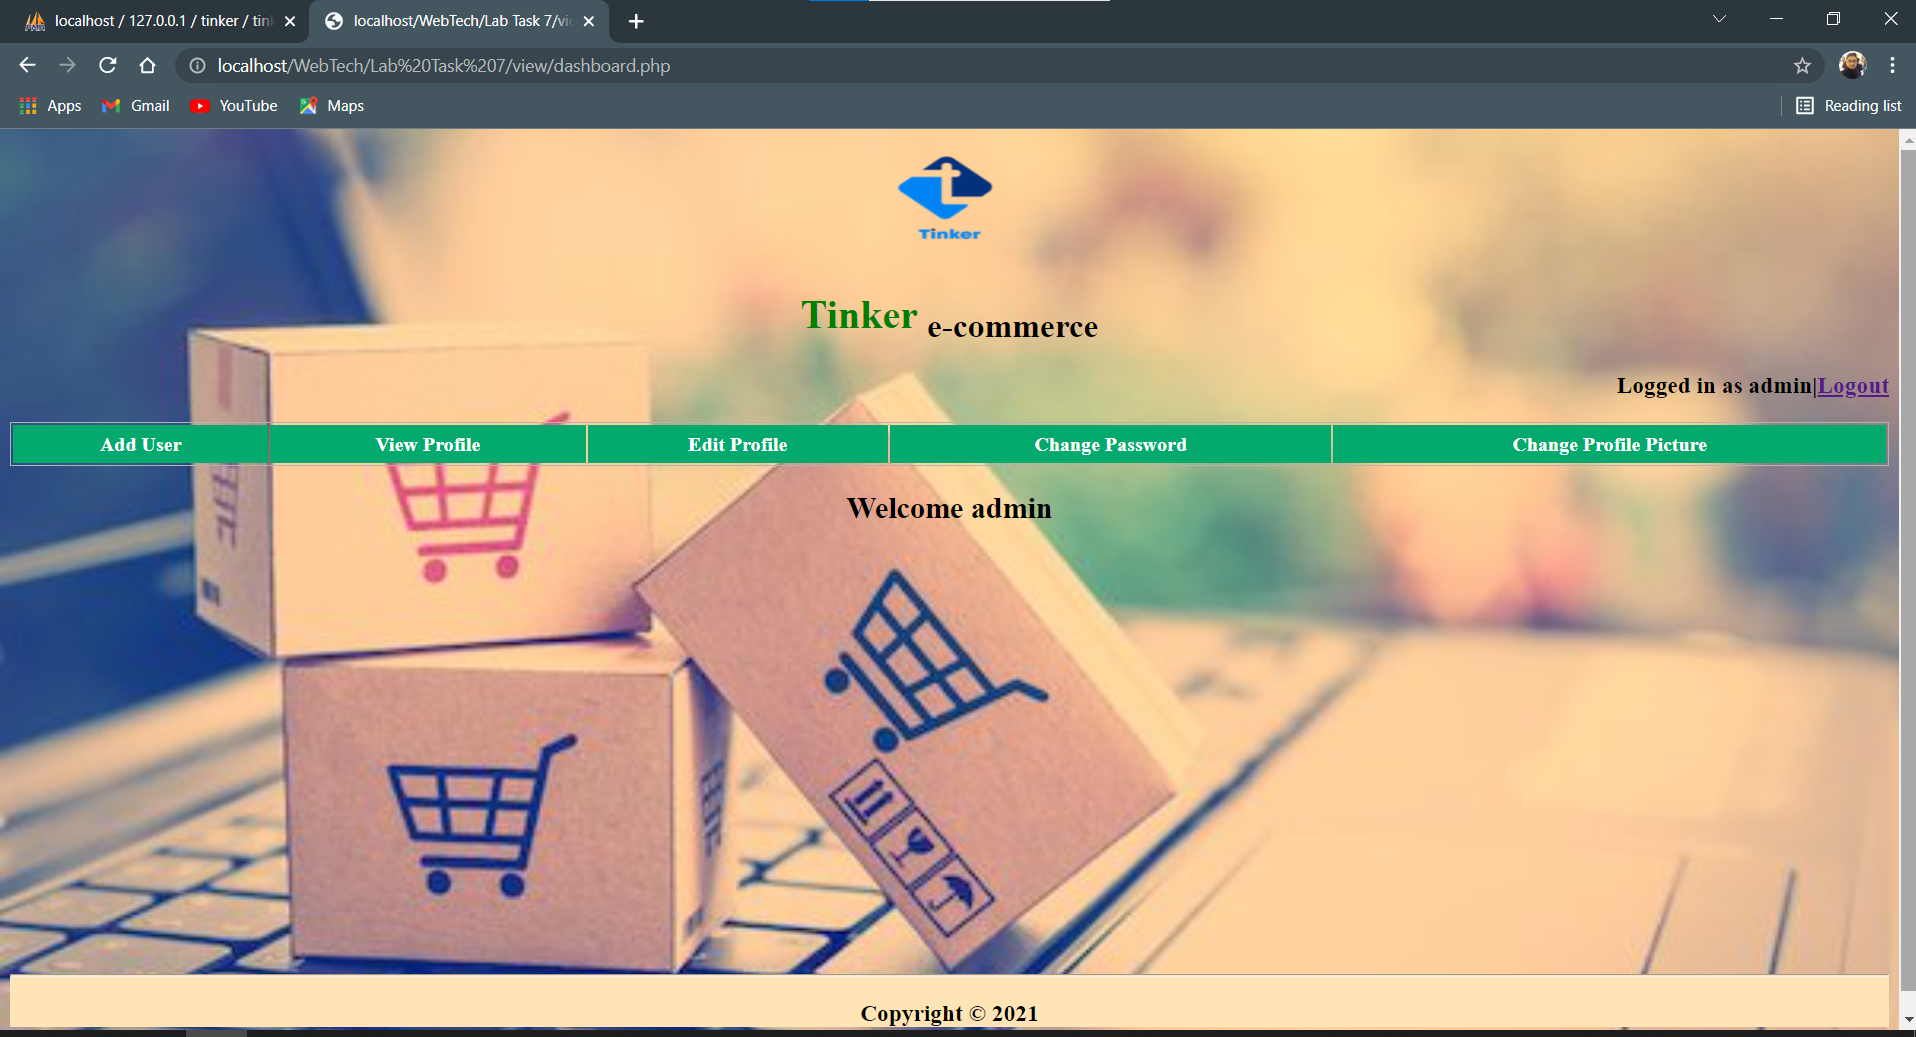 localhost / 127.0.0.1 / tinker / tin
localhost/WebTech/Lab Task 7/vi
localhost/WebTech/Lab%20Task%207/view/dashboard.php
Apps
Gmail
YouTube
Maps
Reading list
Tinker
Tinker e-commerce
Logged in as admin|Logout
Add User
View Profile
Edit Profile
Change Password
Change Profile Picture
Welcome admin
Copyright © 2021